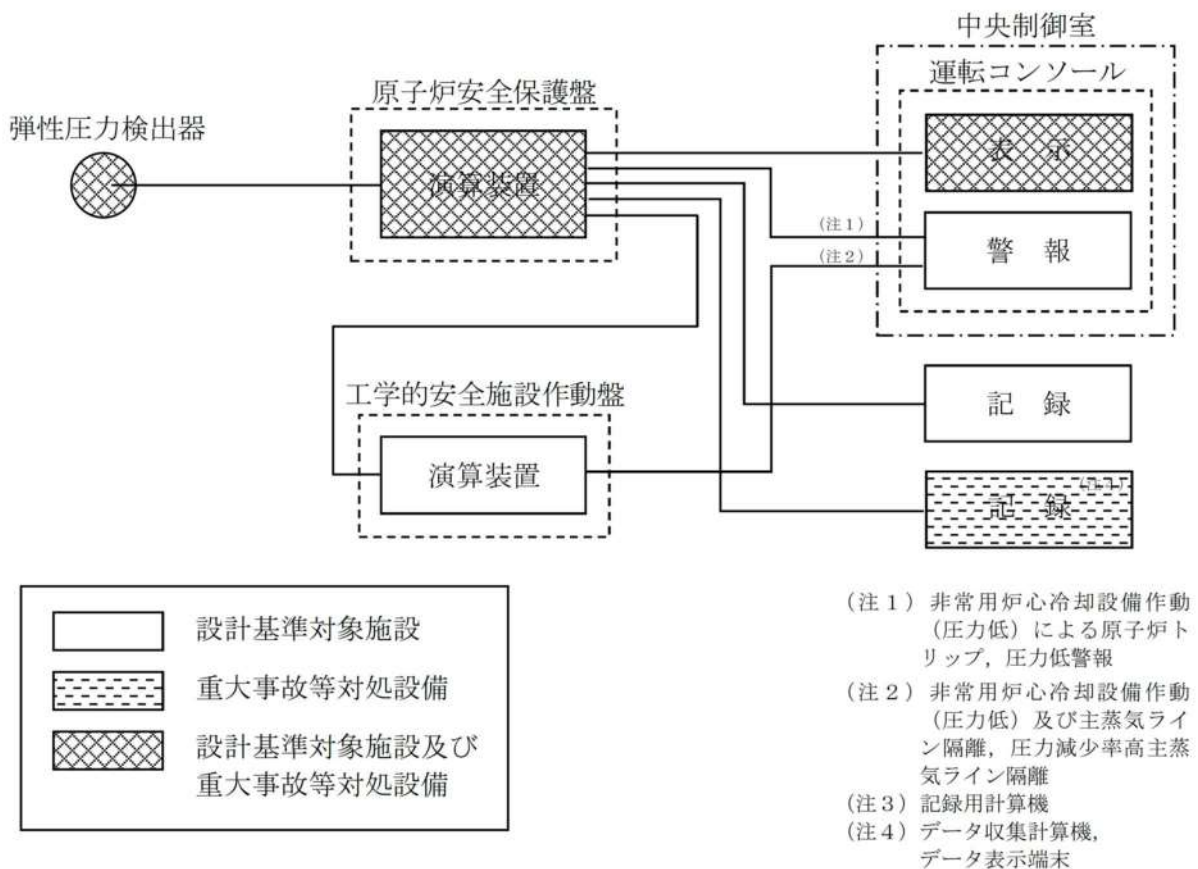 中央制御室
運転コンソール
原子炉安全保護盤
弾性圧力検出器
表　示
演算装置
(注1)
警　報
(注2)
工学的安全施設作動盤
記　録
演算装置
(注4)
記　録
設計基準対象施設
重大事故等対処設備
設計基準対象施設及び
重大事故等対処設備
(注1) 非常用炉心冷却設備作動
(圧力低) による原子炉ト
リップ，圧力低警報
(注2) 非常用炉心冷却設備作動
(圧力低) 及び主蒸気ライ
ン隔離，圧力減少率高主蒸
気ライン隔離
(注3) 記録用計算機
(注4) データ収集計算機，
データ表示端末